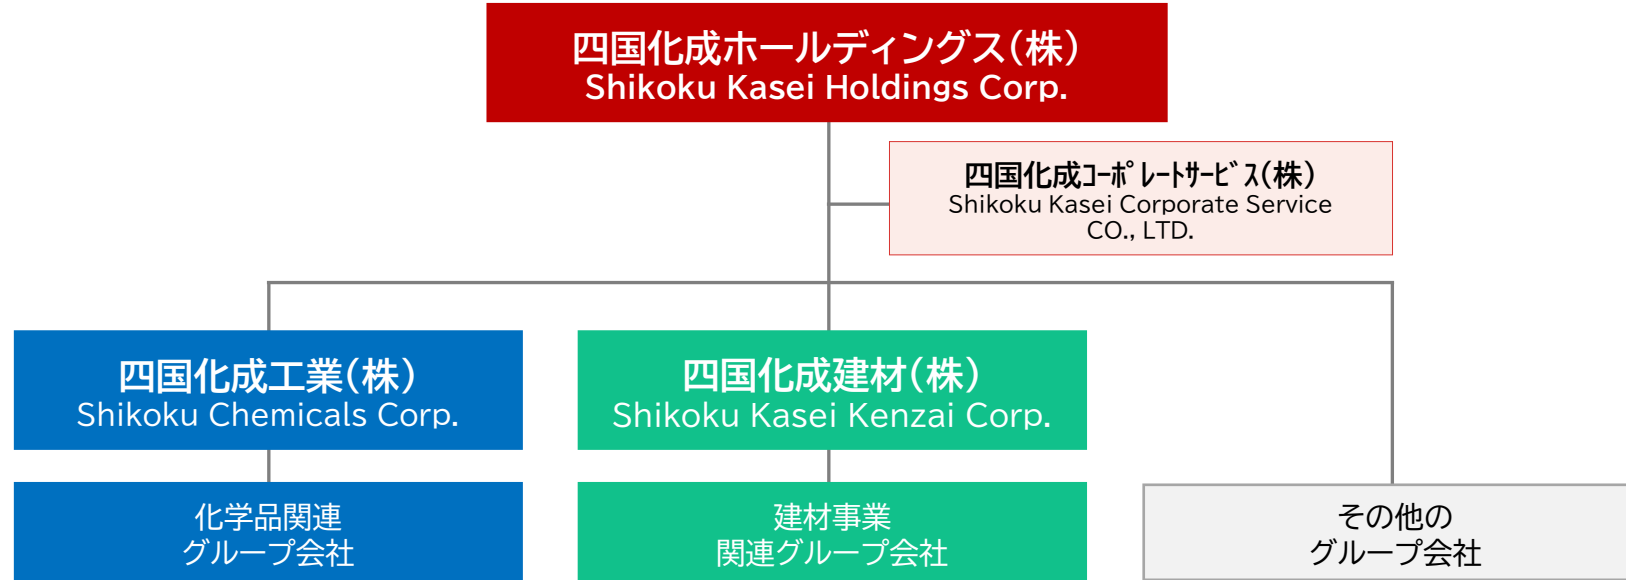 四国化成ホールディングス(株)
Shikoku Kasei Holdings Corp.
四国化成ｺｰﾎﾟﾚｰﾄｻｰﾋﾞｽ(株)
Shikoku Kasei Corporate Service
CO., LTD.
四国化成工業(株)
Shikoku Chemicals Corp.
四国化成建材(株)
Shikoku Kasei Kenzai Corp.
化学品関連
グループ会社
建材事業
関連グループ会社
その他の
グループ会社